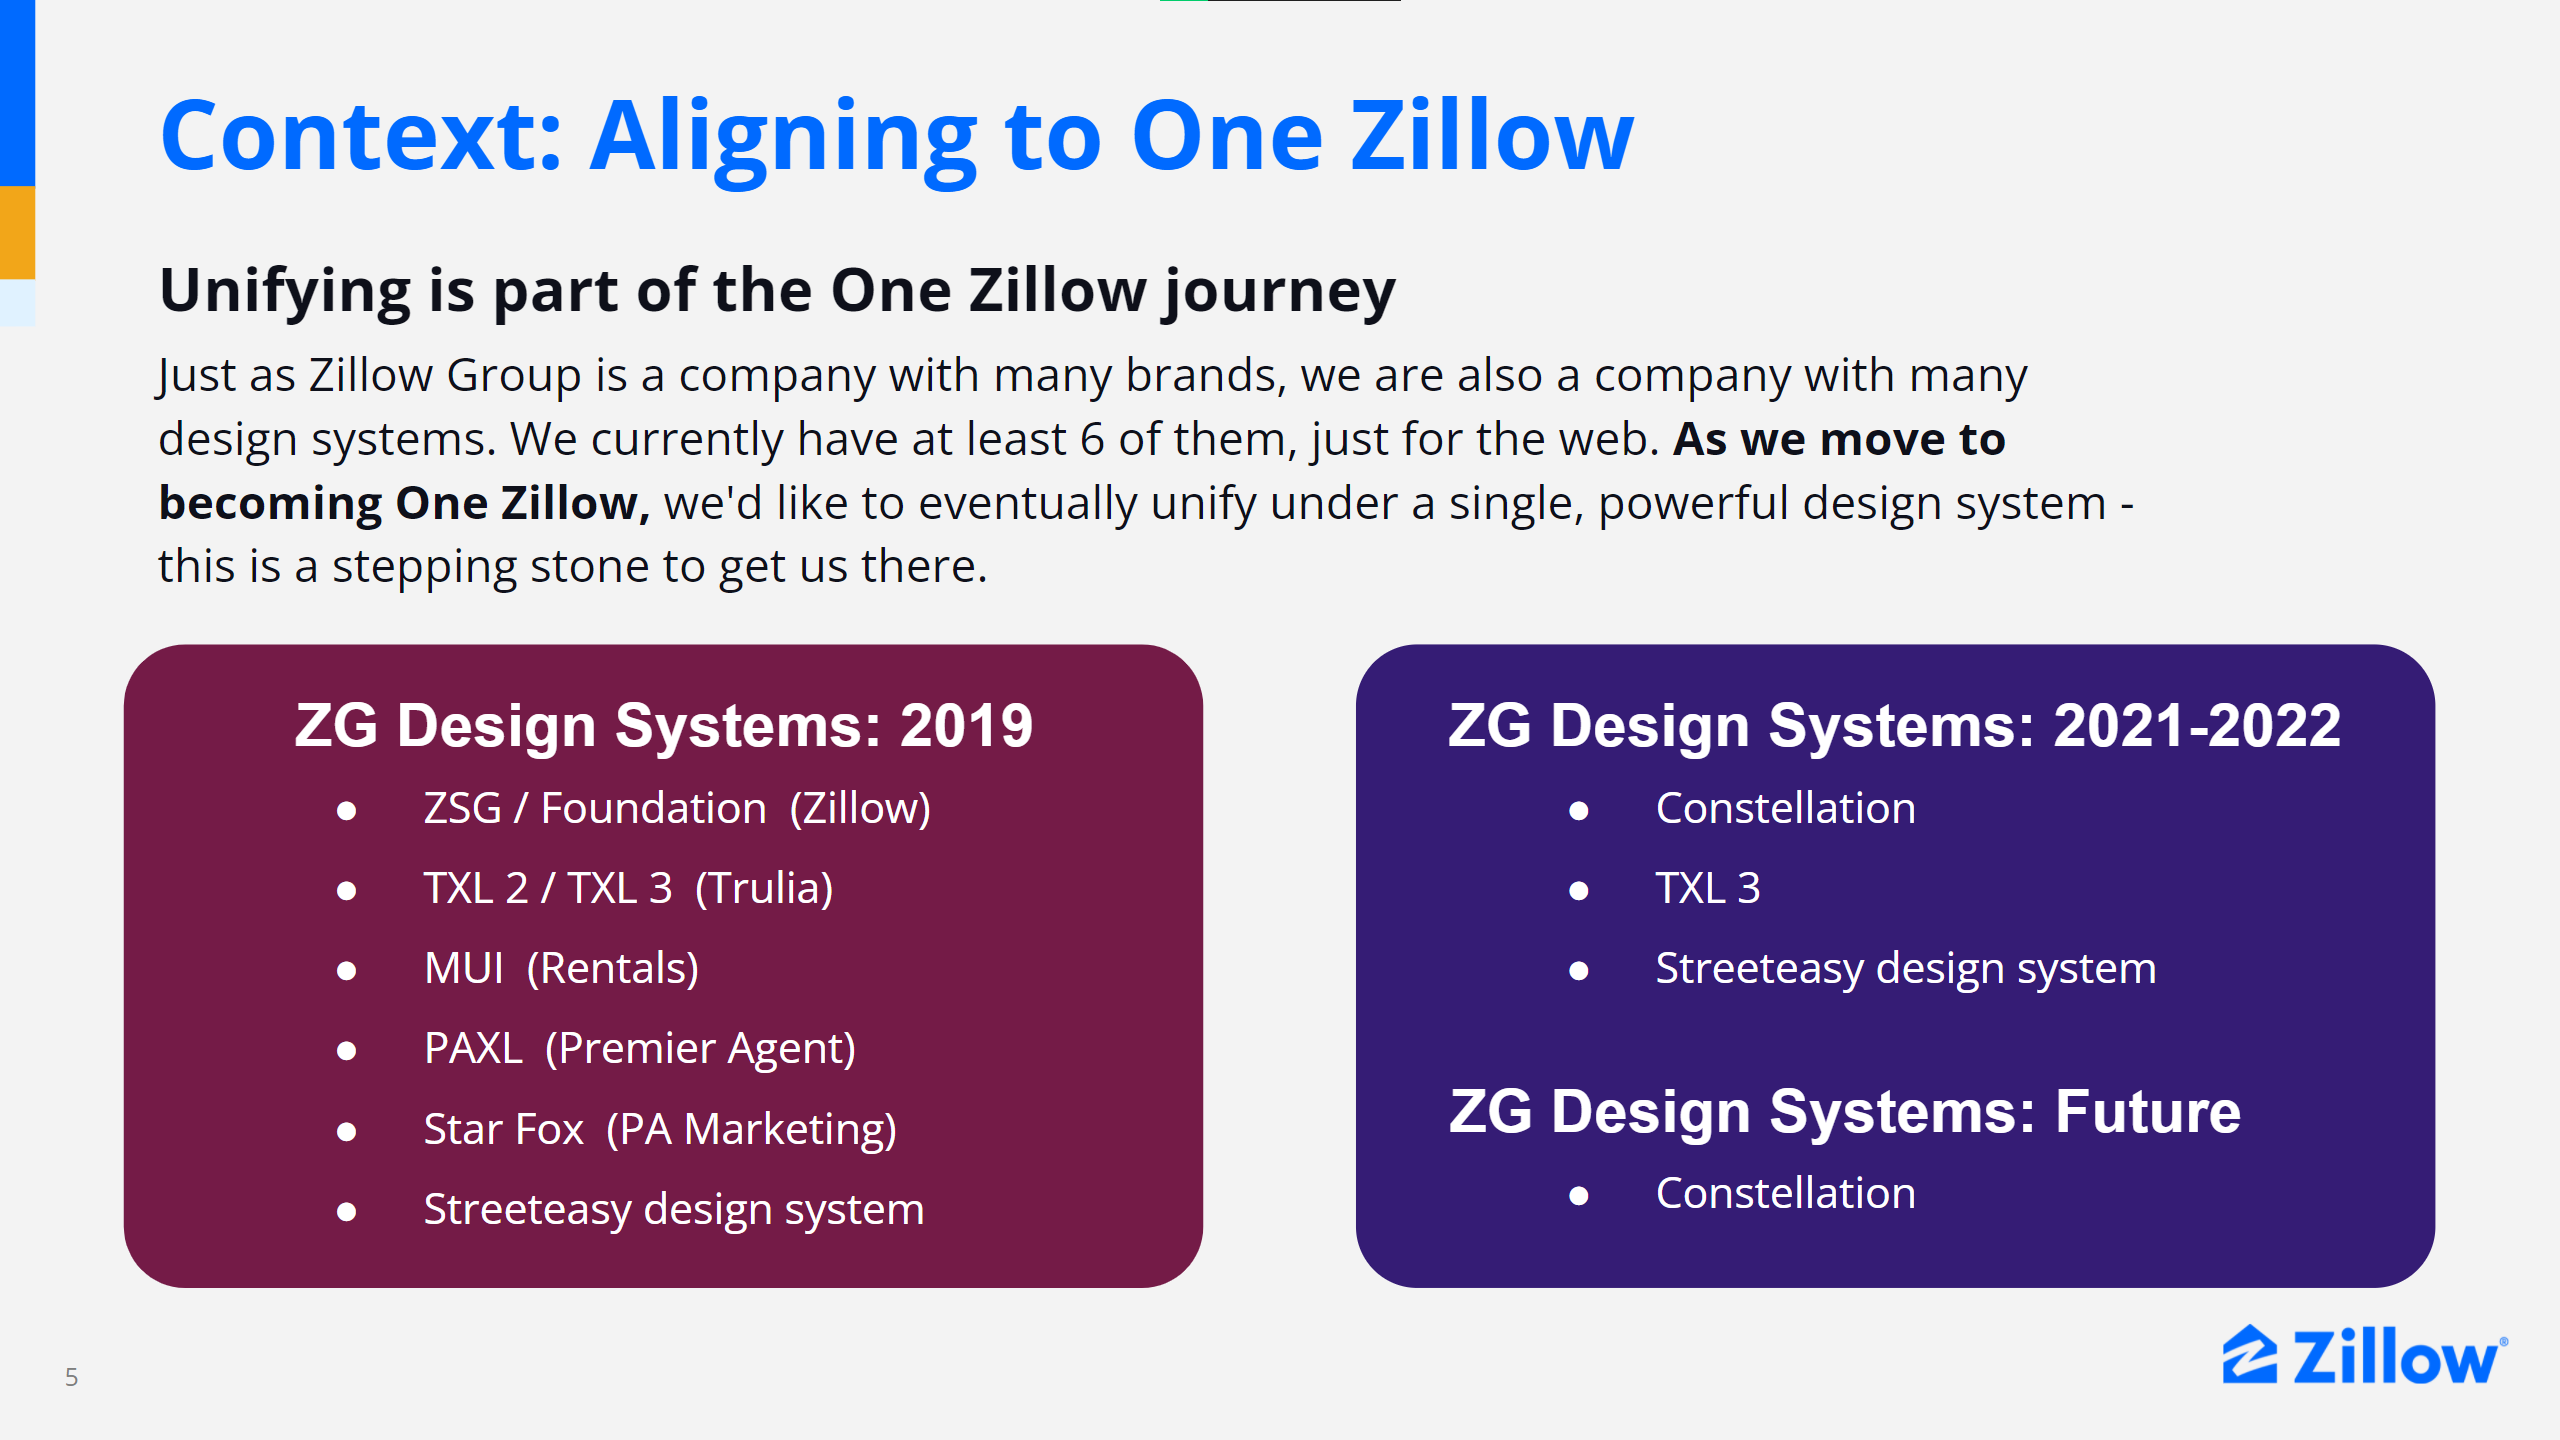 Context: Aligning to One Zillow
Unifying is part of the One Zillow journey
Just as Zillow Group is a company with many brands, we are also a company with many
design systems. We currently have at least 6 of them, just for the web. As we move to
becoming One Zillow, we'd like to eventually unify under a single, powerful design system -
this is a stepping stone to get us there.
ZG Design Systems: 2019
● ZSG / Foundation (Zillow)
● TXL 2 / TXL 3 (Trulia)
● MUI (Rentals)
● PAXL (Premier Agent)
● Star Fox (PA Marketing)
● Streeteasy design system
ZG Design Systems: 2021-2022
● Constellation
● TXL 3
● Streeteasy design system
ZG Design Systems: Future
● Constellation
5
Zillow®